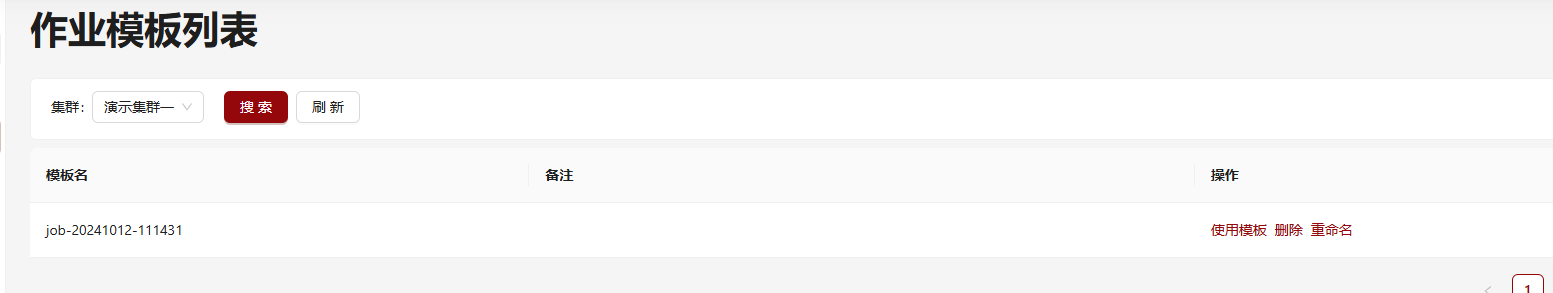 作业模板列表
集群： 演示集群一 搜 索 刷 新
模板名 备注 操作
job-20241012-111431 使用模板 删除 重命名
1